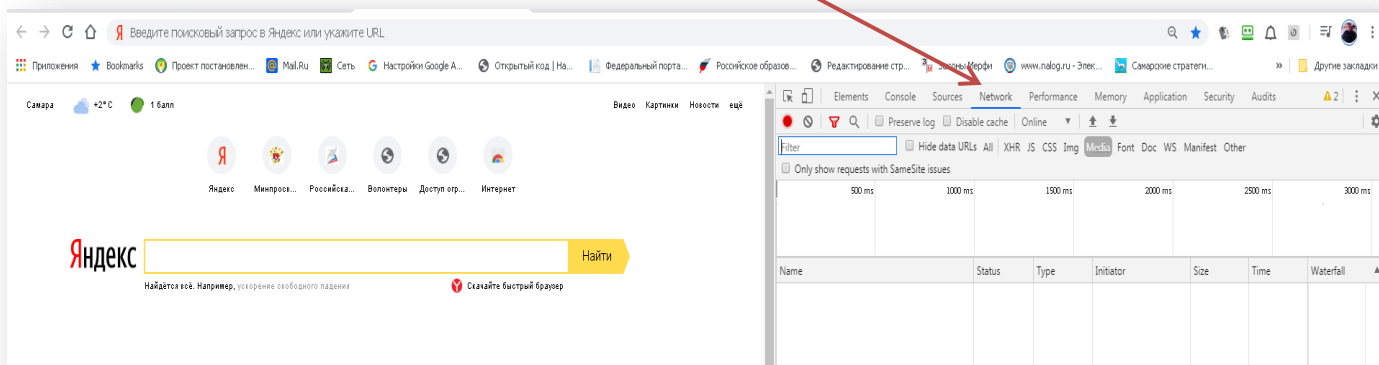 Введите поисковый запрос в Яндекс или укажите URL
Приложения Bookmarks Проект постановлен... Mail.Ru Сеть Настройки Google A... Открытый код | На... Федеральный порта... Российское образов... Редактирование стр... Законы Мерфи www.nalog.ru - Элек... Самарские стратеги... » Другие закладки
Самара +2°C 1 балл Видео Картинки Новости ещё
Яндекс Минпросв... Российска... Волонтеры Доступ огр... Интернет
Яндекс Найти
Найдётся всё. Например, ускорение свободного падения Скачайте быстрый браузер
Elements Console Sources Network Performance Memory Application Security Audits 2
Preserve log Disable cache Online
Filter Hide data URLs All XHR JS CSS Img Media Font Doc WS Manifest Other
Only show requests with SameSite issues
500 ms 1000 ms 1500 ms 2000 ms 2500 ms 3000 ms
Name Status Type Initiator Size Time Waterfall